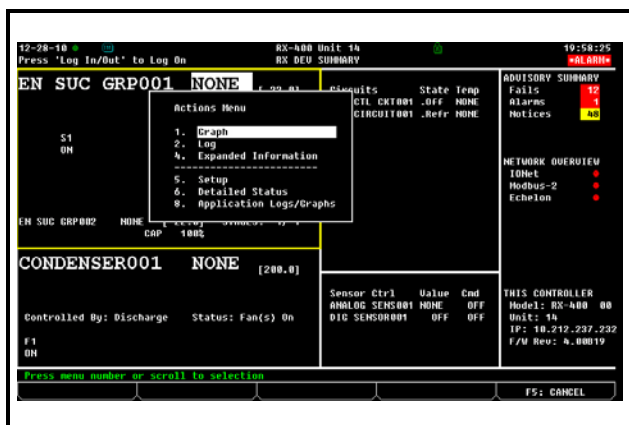 12-28-10 RX-400 Unit 14 19:58:25
Press 'Log In/Out' to Log On RX DEV SUMMARY *ALARM*
EN SUC GRP001 NONE
S1
ON
Actions Menu
1. Graph
2. Log
4. Expanded Information
5. Setup
6. Detailed Status
8. Application Logs/Graphs
EN SUC GRP002 NONE
CAP 100%
State Temp
CTL CKT001 .OFF NONE
CIRCUIT001 .Refr NONE
ADVISORY SUMMARY
Fails 12
Alarms 1
Notices 48
NETWORK OVERVIEW
IONet
Modbus-2
Echelon
CONDENSER001 NONE [200.0]
Controlled By: Discharge Status: Fan(s) On
F1
ON
Sensor Ctrl Value Cmd
ANALOG SENS001 NONE OFF
DIG SENSOR001 OFF OFF
THIS CONTROLLER
Model: RX-400 00
Unit: 14
IP: 10.212.237.232
F/W Rev: 4.00B19
Press menu number or scroll to selection
F5: CANCEL